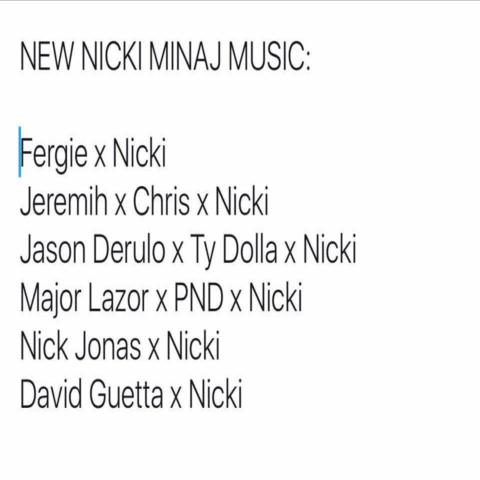 NEW NICKI MINAJ MUSIC:
Fergie x Nicki
Jeremih x Chris x Nicki
Jason Derulo x Ty Dolla x Nicki
Major Lazor x PND x Nicki
Nick Jonas x Nicki
David Guetta x Nicki